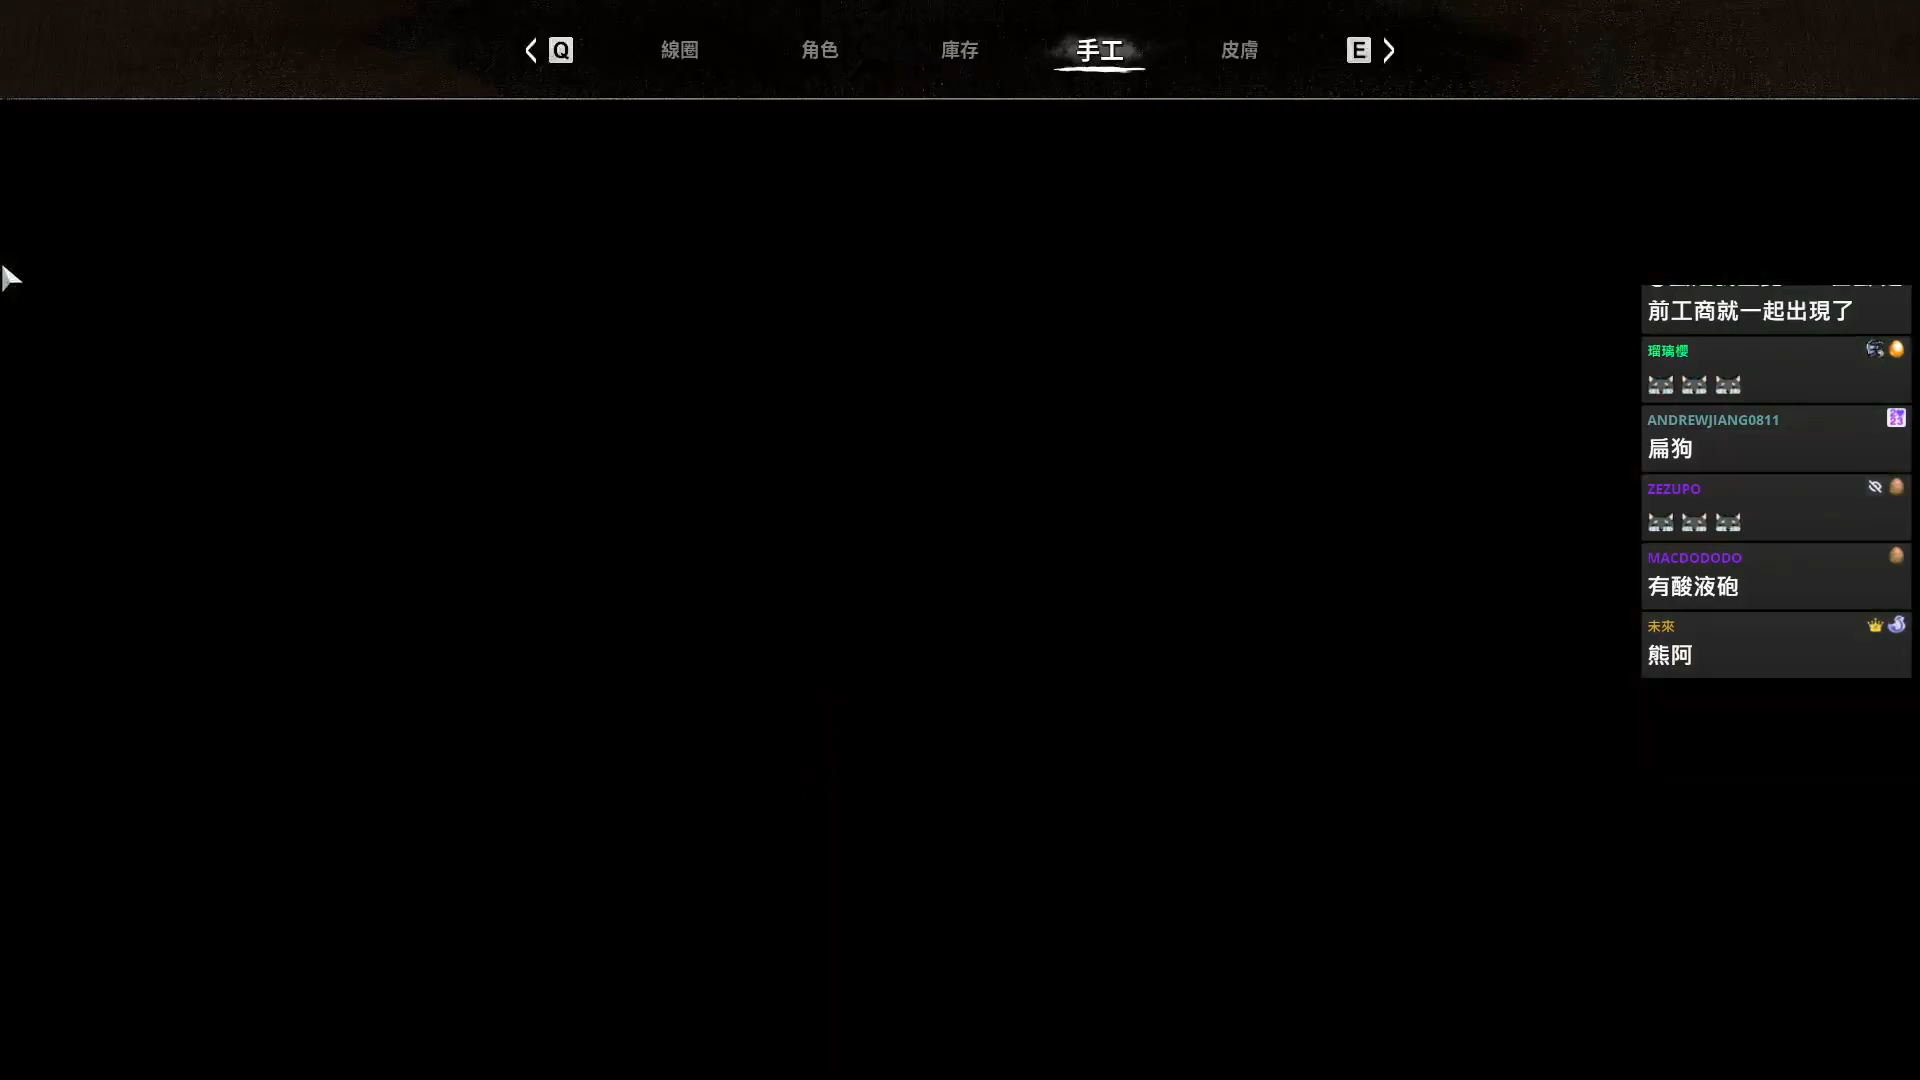 Q
線圈
角色
庫存
手工
皮膚
E
前工商就一起出現了
瑠璃櫻
ANDREWJIANG0811
扁狗
ZEZUPO
MACDODODO
有酸液砲
未來
熊阿